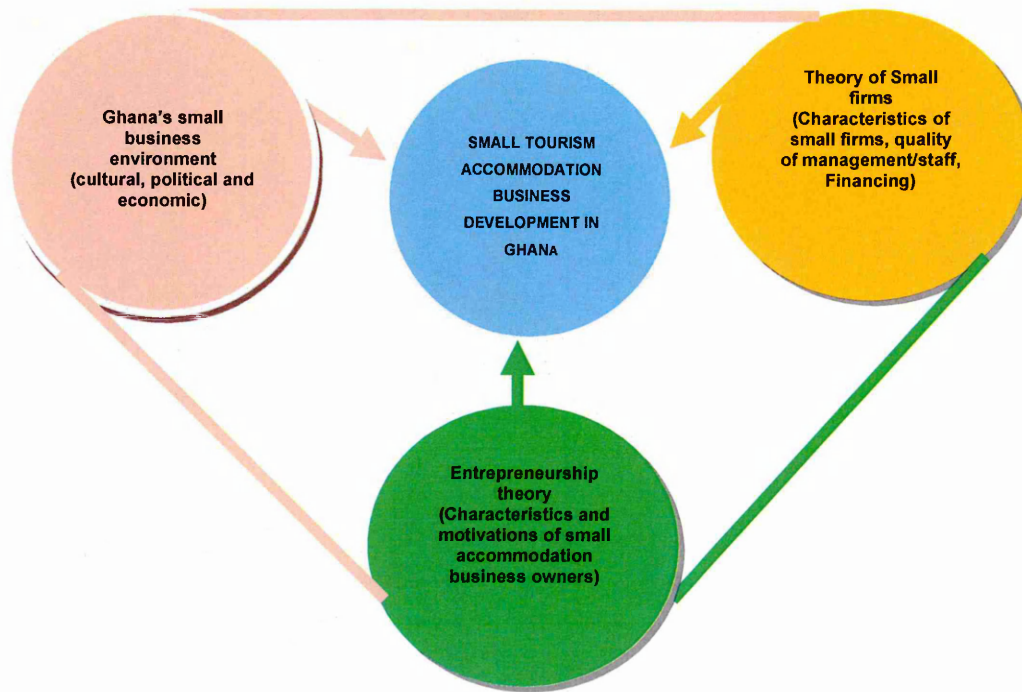 Ghana's small
business
environment
(cultural, political and
economic)
SMALL TOURISM
ACCOMMODATION
BUSINESS
DEVELOPMENT IN
GHANA
Theory of Small
firms
(Characteristics of
small firms, quality
of management/staff,
Financing)
Entrepreneurship
theory
(Characteristics and
motivations of small
accommodation
business owners)